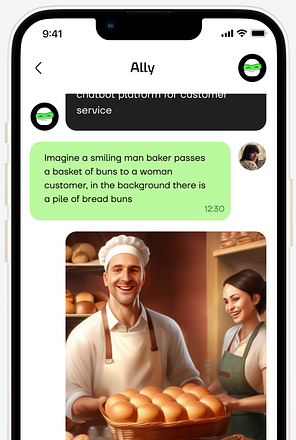 9:41
Ally
chatbot platform for customer
service
Imagine a smiling man baker passes
a basket of buns to a woman
customer, in the background there is
a pile of bread buns
12:30